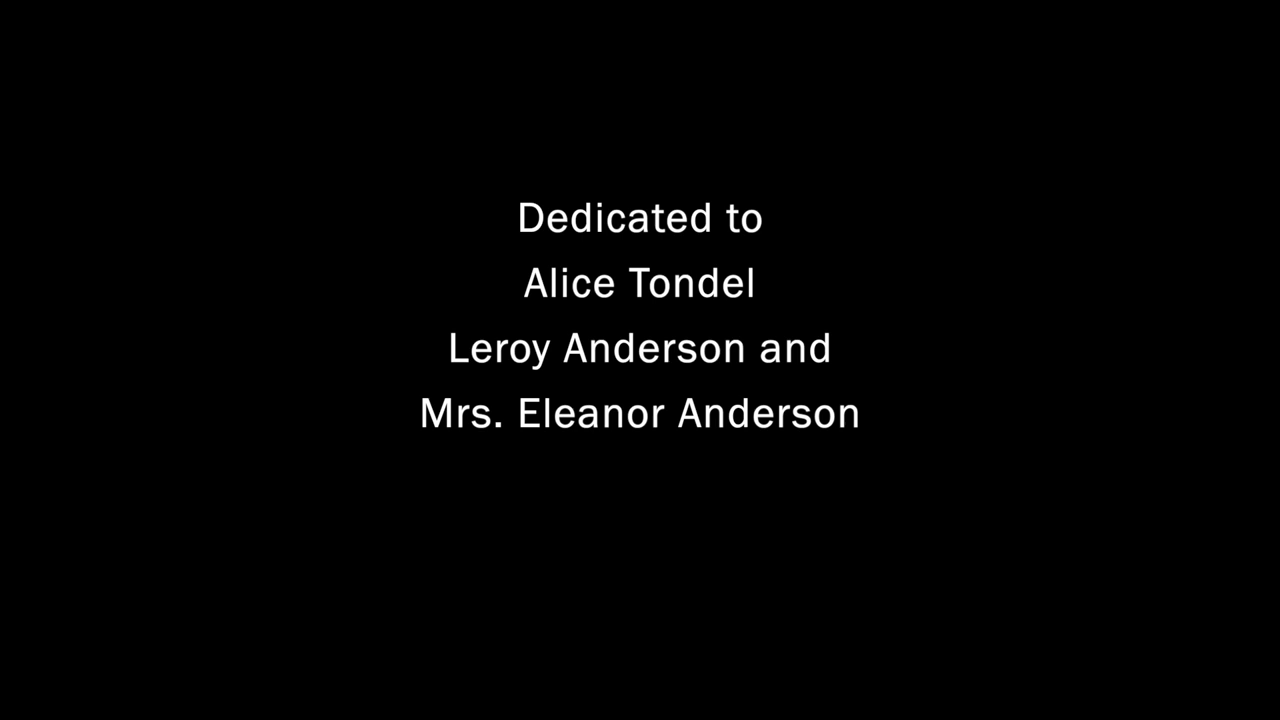 Dedicated to
Alice Tondel
Leroy Anderson and
Mrs. Eleanor Anderson